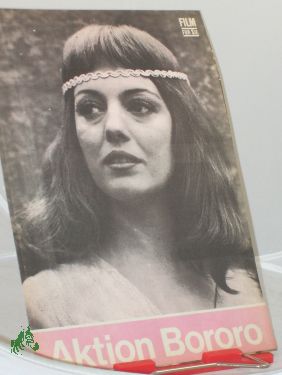 FILM
FÜR SIE
Aktion Bororo